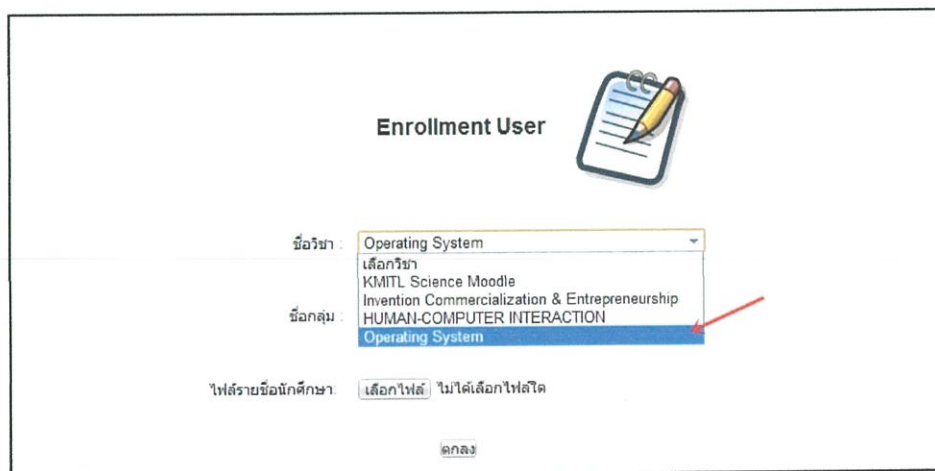 Enrollment User
ชื่อวิชา : Operating System
เลือกวิชา
KMITL Science Moodle
Invention Commercialization & Entrepreneurship
ชื่อกลุ่ม : HUMAN-COMPUTER INTERACTION
Operating System
ไฟล์รายชื่อนักศึกษา: เลือกไฟล์ ไม่ได้เลือกไฟล์ใด
ตกลง